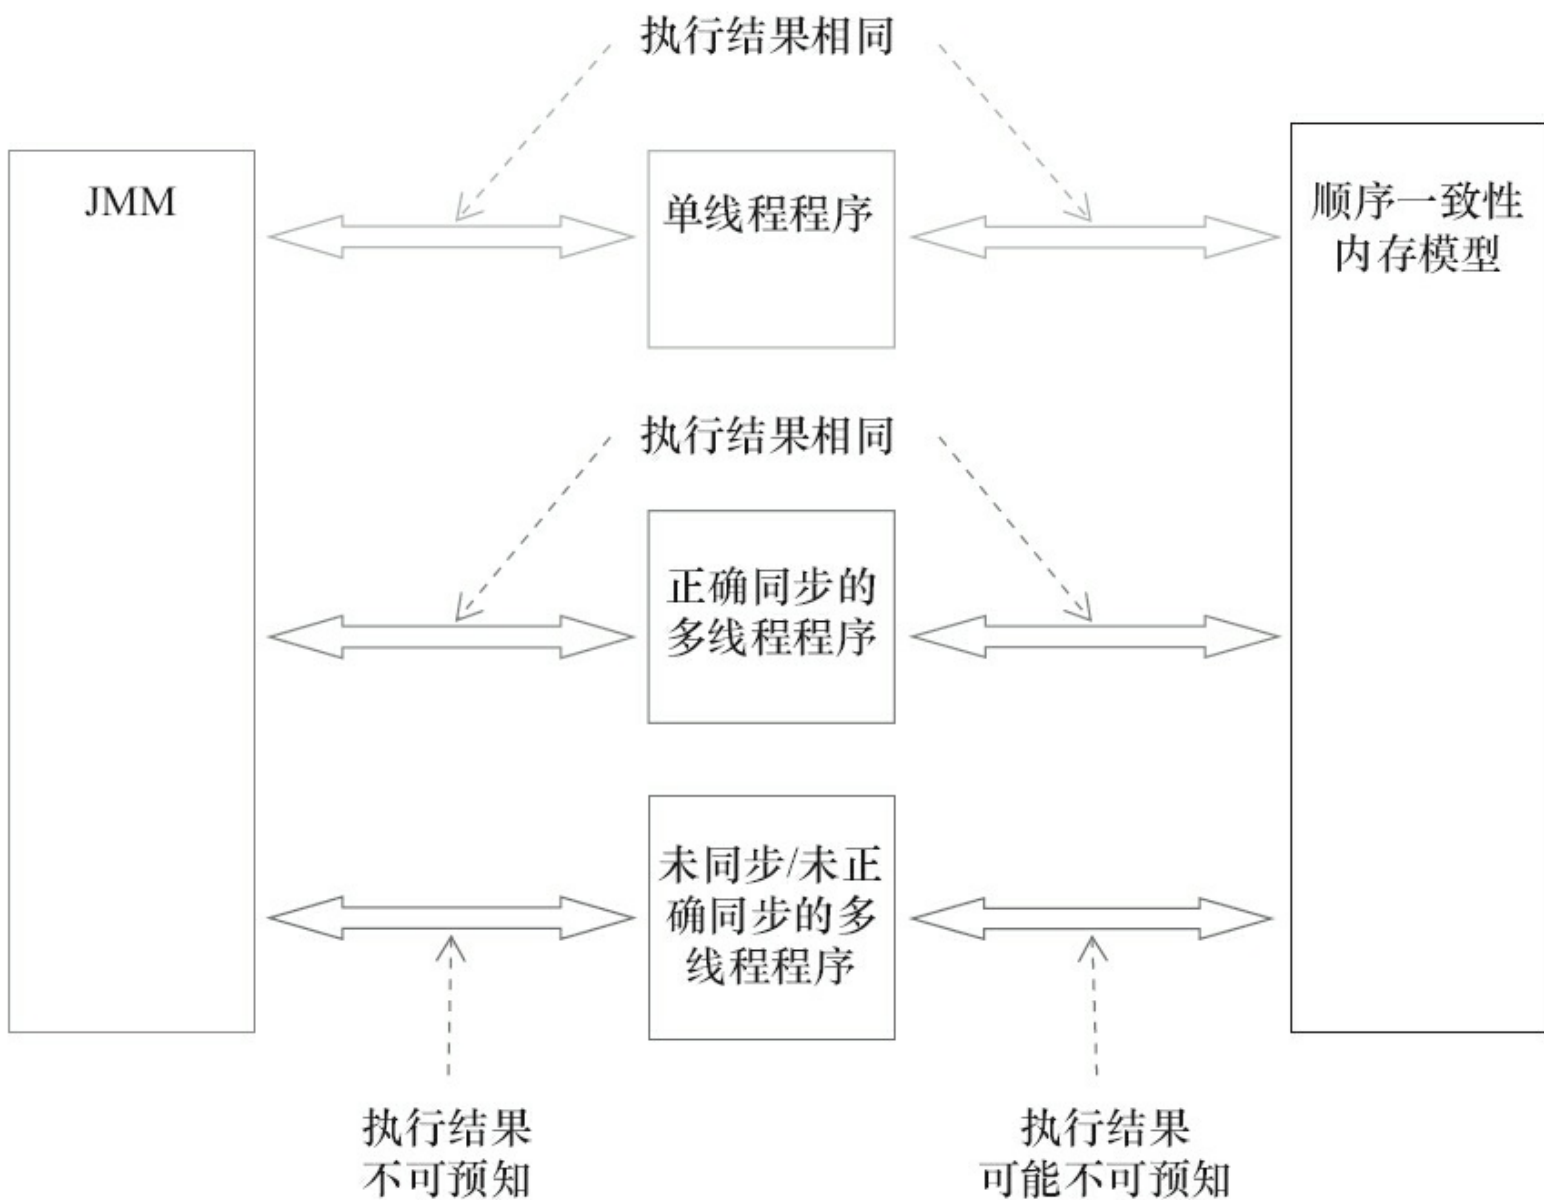 执行结果相同
JMM
单线程程序
顺序一致性
内存模型
执行结果相同
正确同步的
多线程程序
未同步/未正
确同步的多
线程程序
执行结果
不可预知
执行结果
可能不可预知